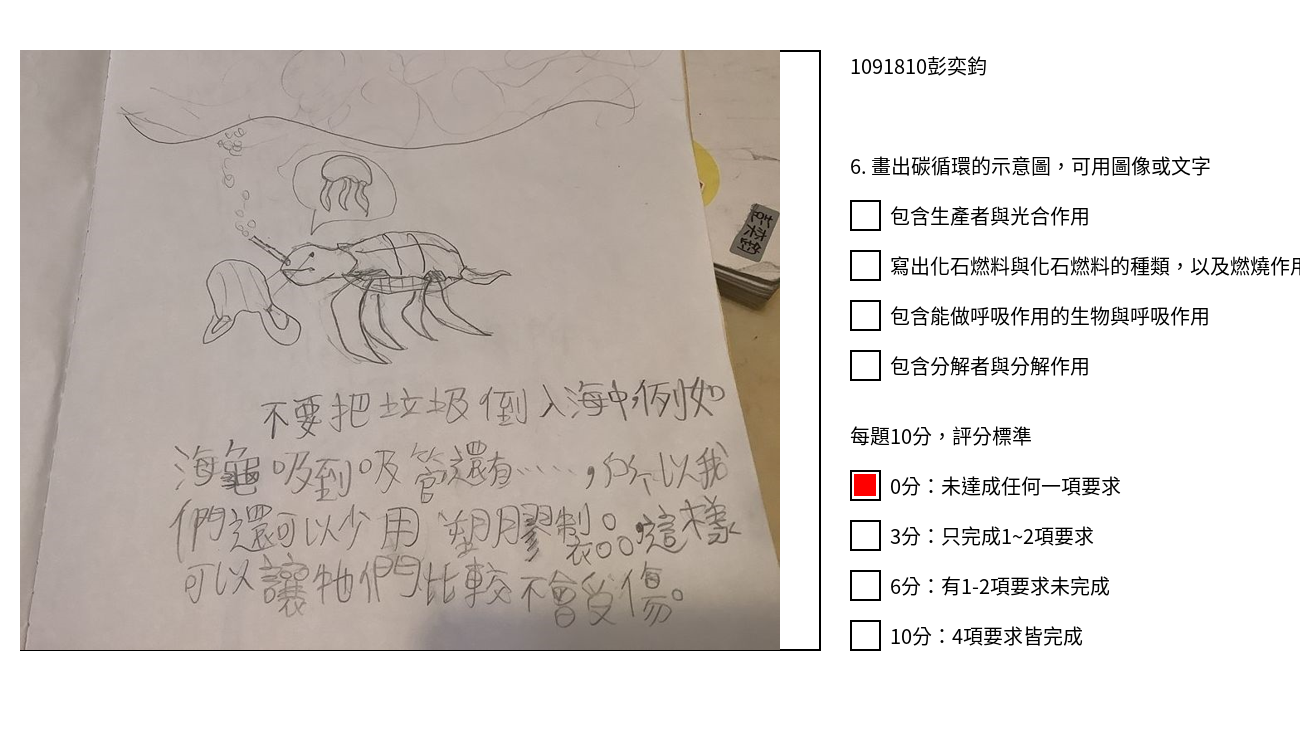 不要把垃圾倒入海中,例如
海龜吸到吸管還有……,所以我
們還可以少用塑膠製。。。這樣
可以讓牠們比較不會受傷。
1091810彭奕鈞
6. 畫出碳循環的示意圖，可用圖像或文字
包含生產者與光合作用
寫出化石燃料與化石燃料的種類，以及燃燒作用
包含能做呼吸作用的生物與呼吸作用
包含分解者與分解作用
每題10分，評分標準
0分：未達成任何一項要求
3分：只完成1~2項要求
6分：有1-2項要求未完成
10分：4項要求皆完成